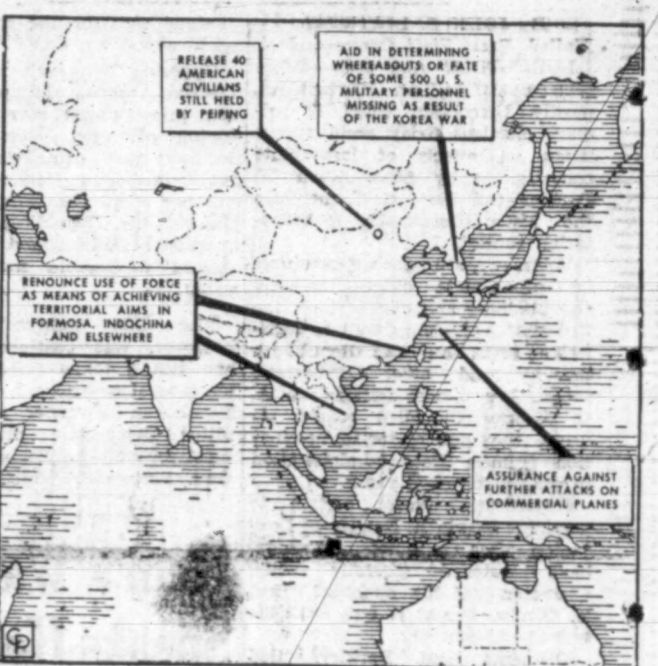 RELEASE 40
AMERICAN
CIVILIANS
STILL HELD
BY PEIPING
AID IN DETERMINING
WHEREABOUTS OR FATE
OF SOME 500 U. S.
MILITARY PERSONNEL
MISSING AS RESULT
OF THE KOREA WAR
RENOUNCE USE OF FORCE
AS MEANS OF ACHIEVING
TERRITORIAL AIMS IN
FORMOSA, INDOCHINA
AND ELSEWHERE
ASSURANCE AGAINST
FURTHER ATTACKS ON
COMMERCIAL PLANES
CP